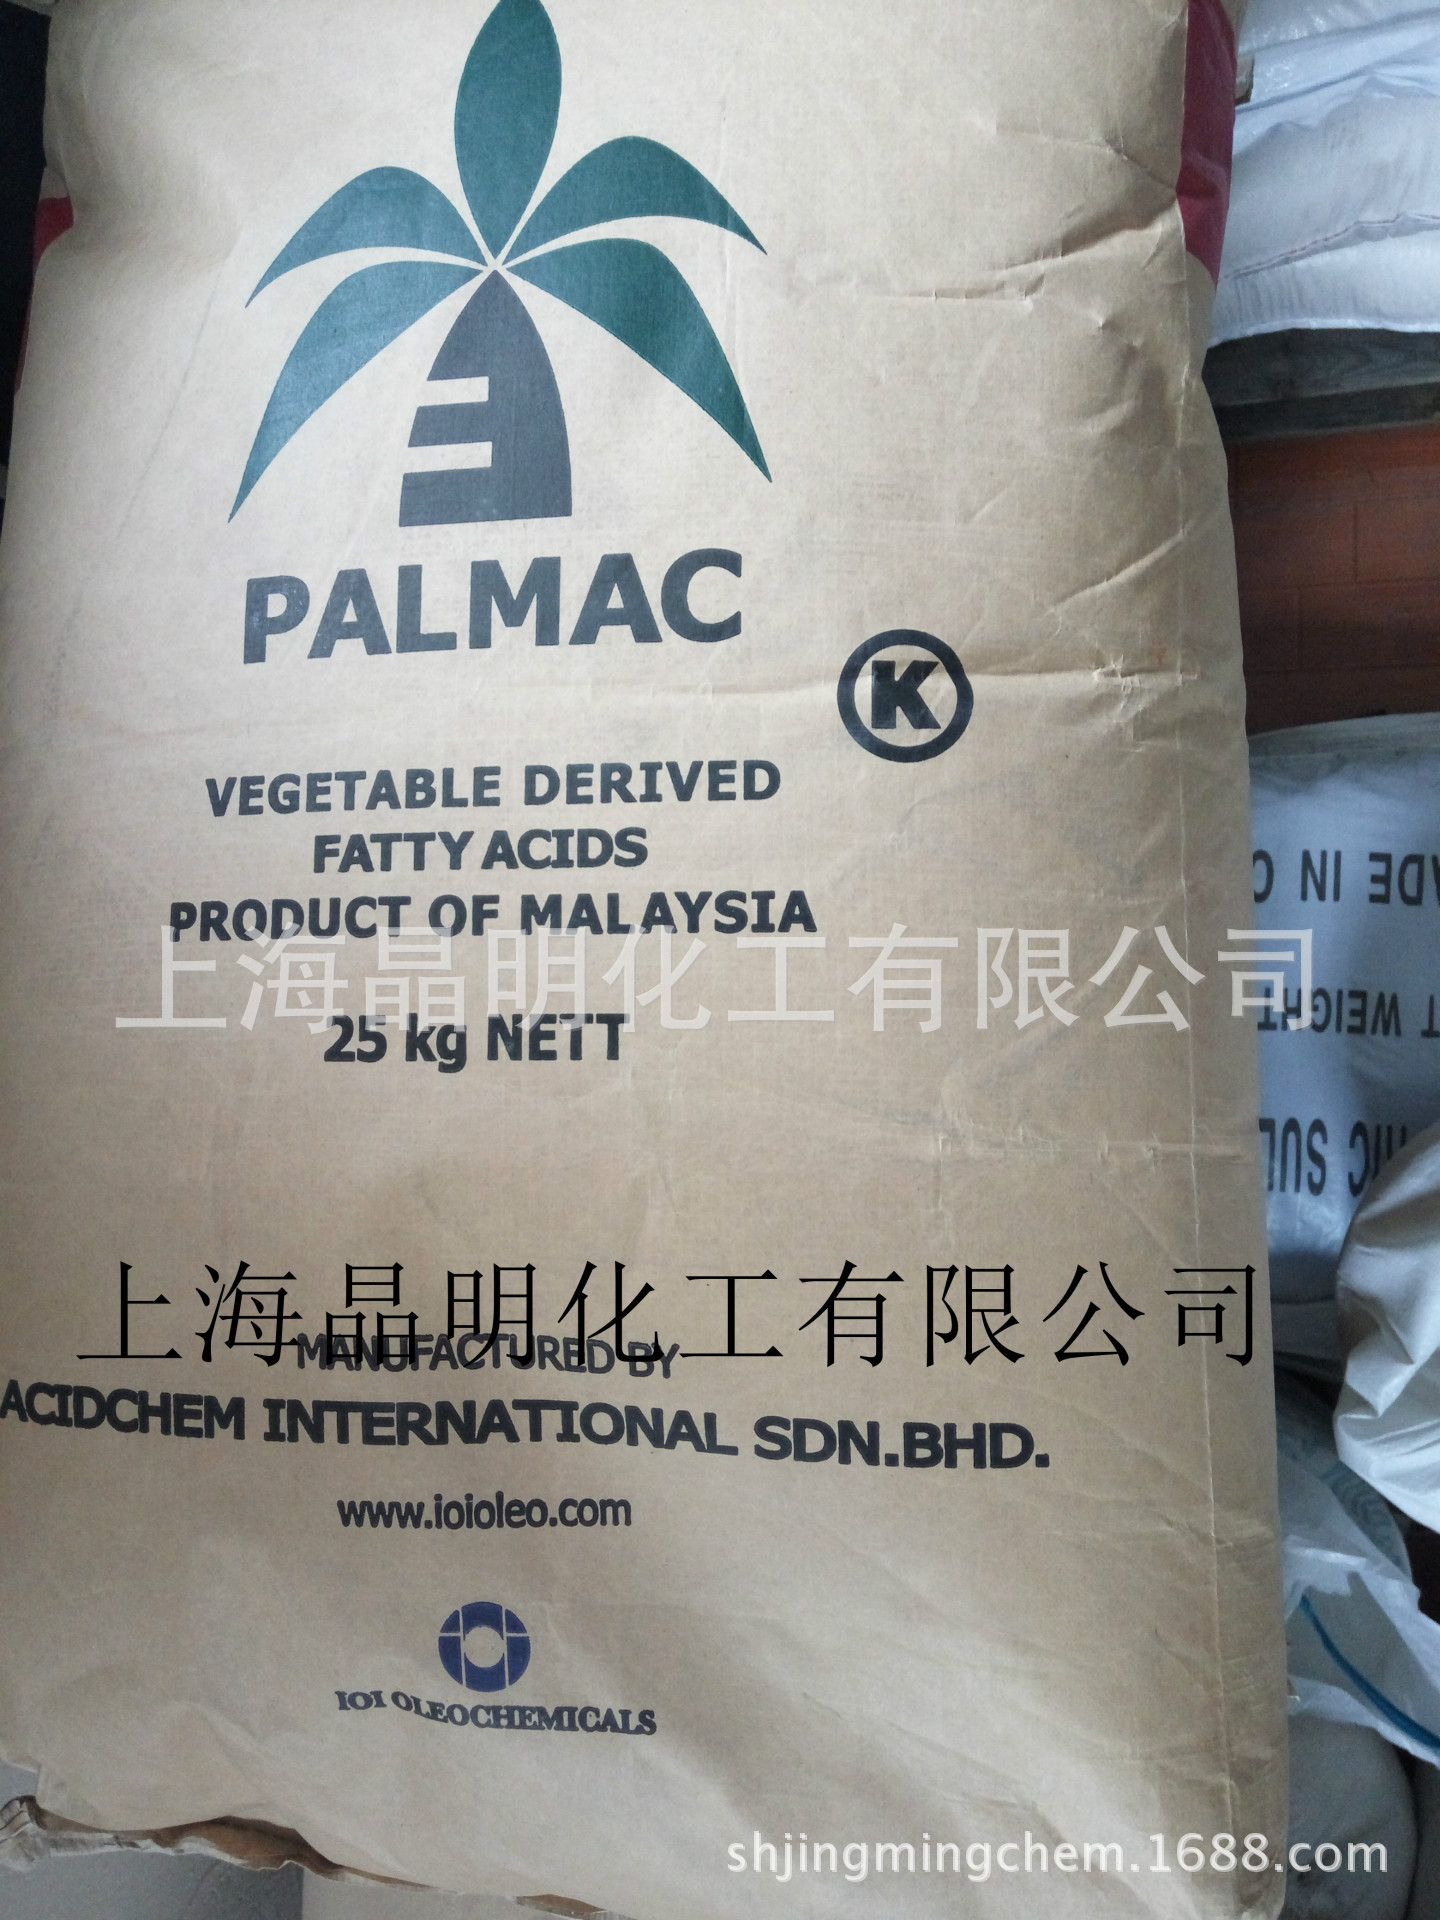 PALMAC
K
VEGETABLE DERIVED
FATTY ACIDS
PRODUCT OF MALAYSIA
上海晶明化工有限公司
25 kg NETT
上海晶明化工有限公司
MANUFACTURED BY
ACIDCHEM INTERNATIONAL SDN.BHD.
www.ioioleo.com
IOI OLEOCHEMICALS
IN
WEIGHT
shjingmingchem.1688.com